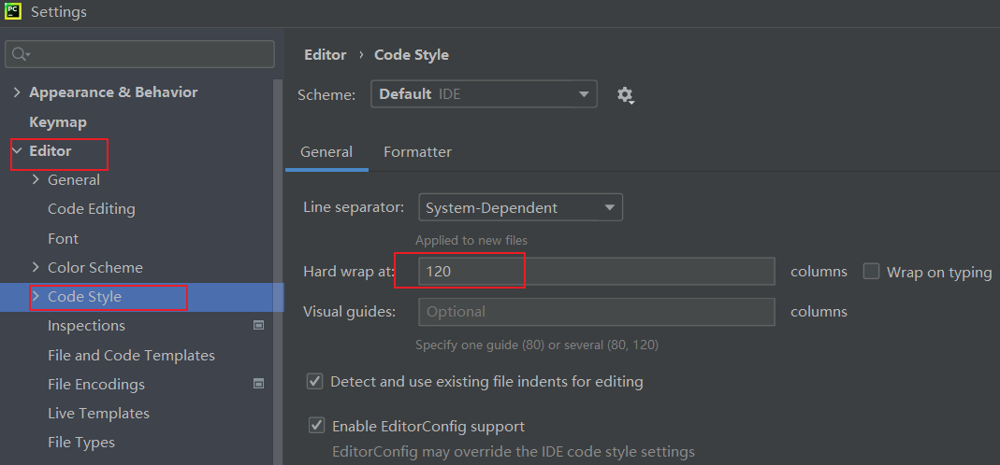 PC
Settings
Appearance & Behavior
Keymap
Editor
General
Code Editing
Font
Color Scheme
Code Style
Inspections
File and Code Templates
File Encodings
Live Templates
File Types
Editor › Code Style
Scheme: Default IDE
General Formatter
Line separator: System-Dependent
Applied to new files
Hard wrap at: 120 columns Wrap on typing
Visual guides: Optional columns
Specify one guide (80) or several (80, 120)
Detect and use existing file indents for editing
Enable EditorConfig support
EditorConfig may override the IDE code style settings